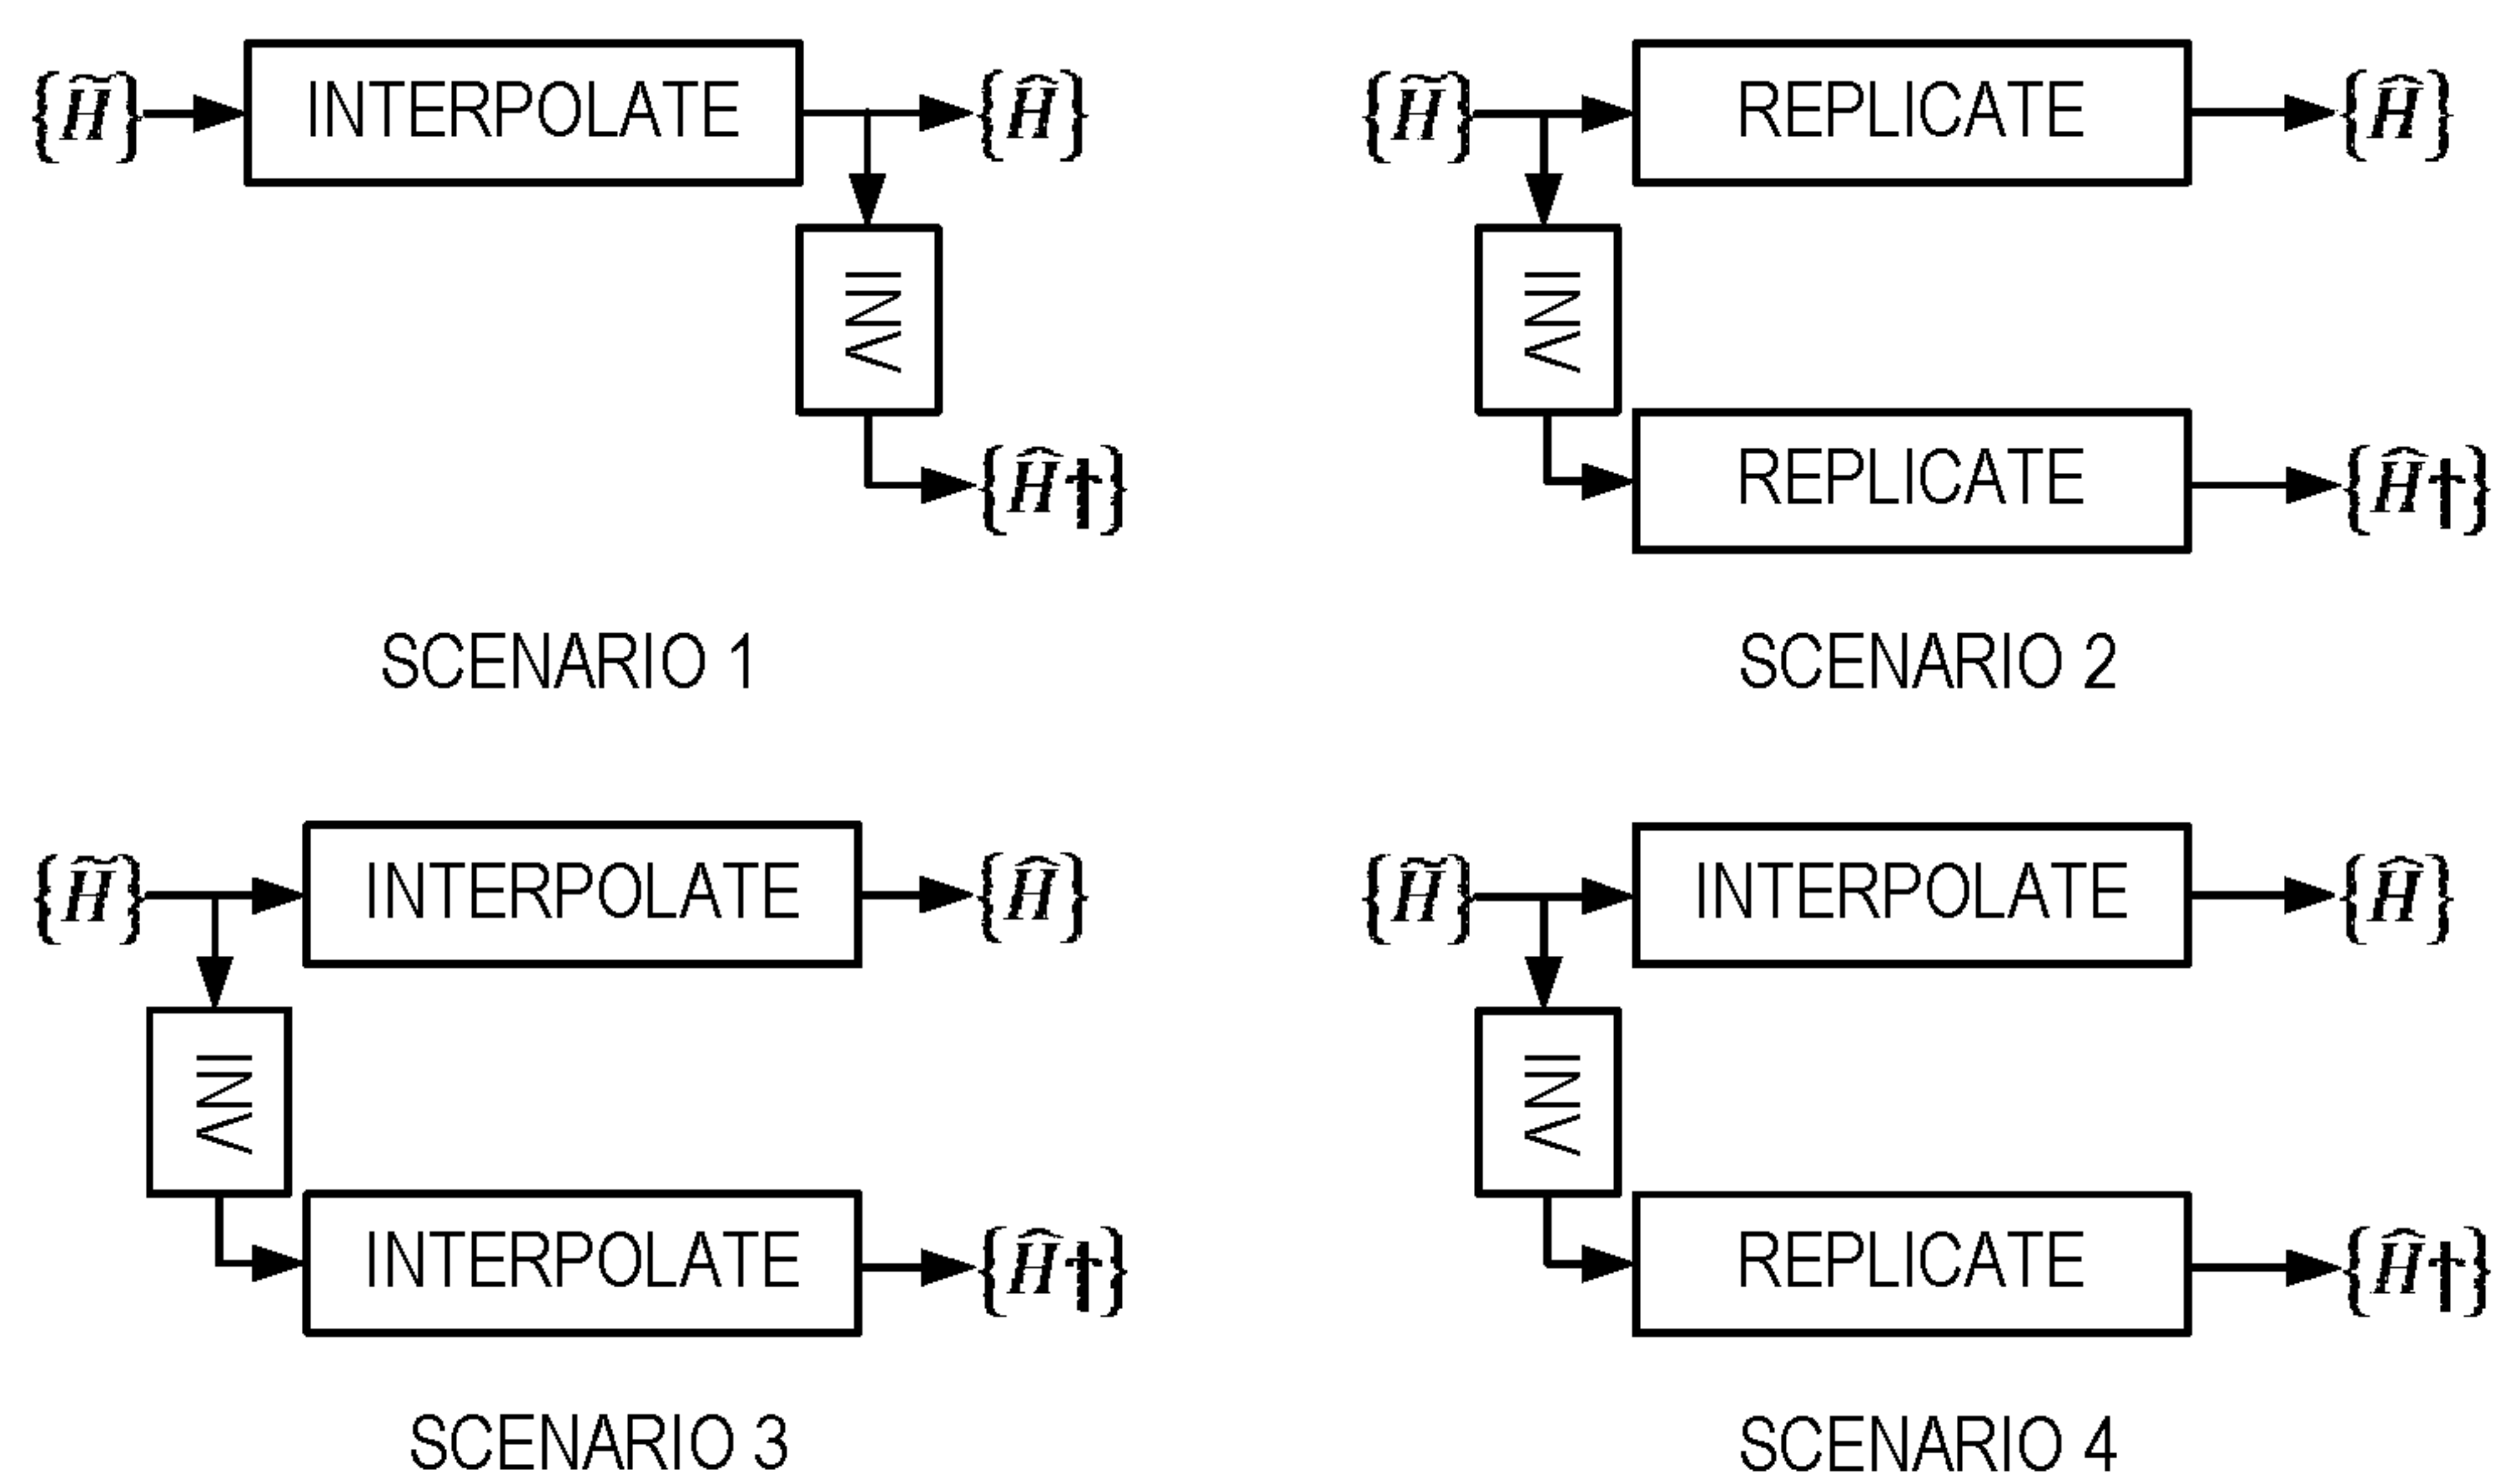 {H̃} INTERPOLATE {Ĥ}
INV
{Ĥ†}
SCENARIO 1
{H̃} REPLICATE {Ĥ}
INV
REPLICATE {Ĥ†}
SCENARIO 2
{H̃} INTERPOLATE {Ĥ}
INV
INTERPOLATE {Ĥ†}
SCENARIO 3
{H̃} INTERPOLATE {Ĥ}
INV
REPLICATE {Ĥ†}
SCENARIO 4